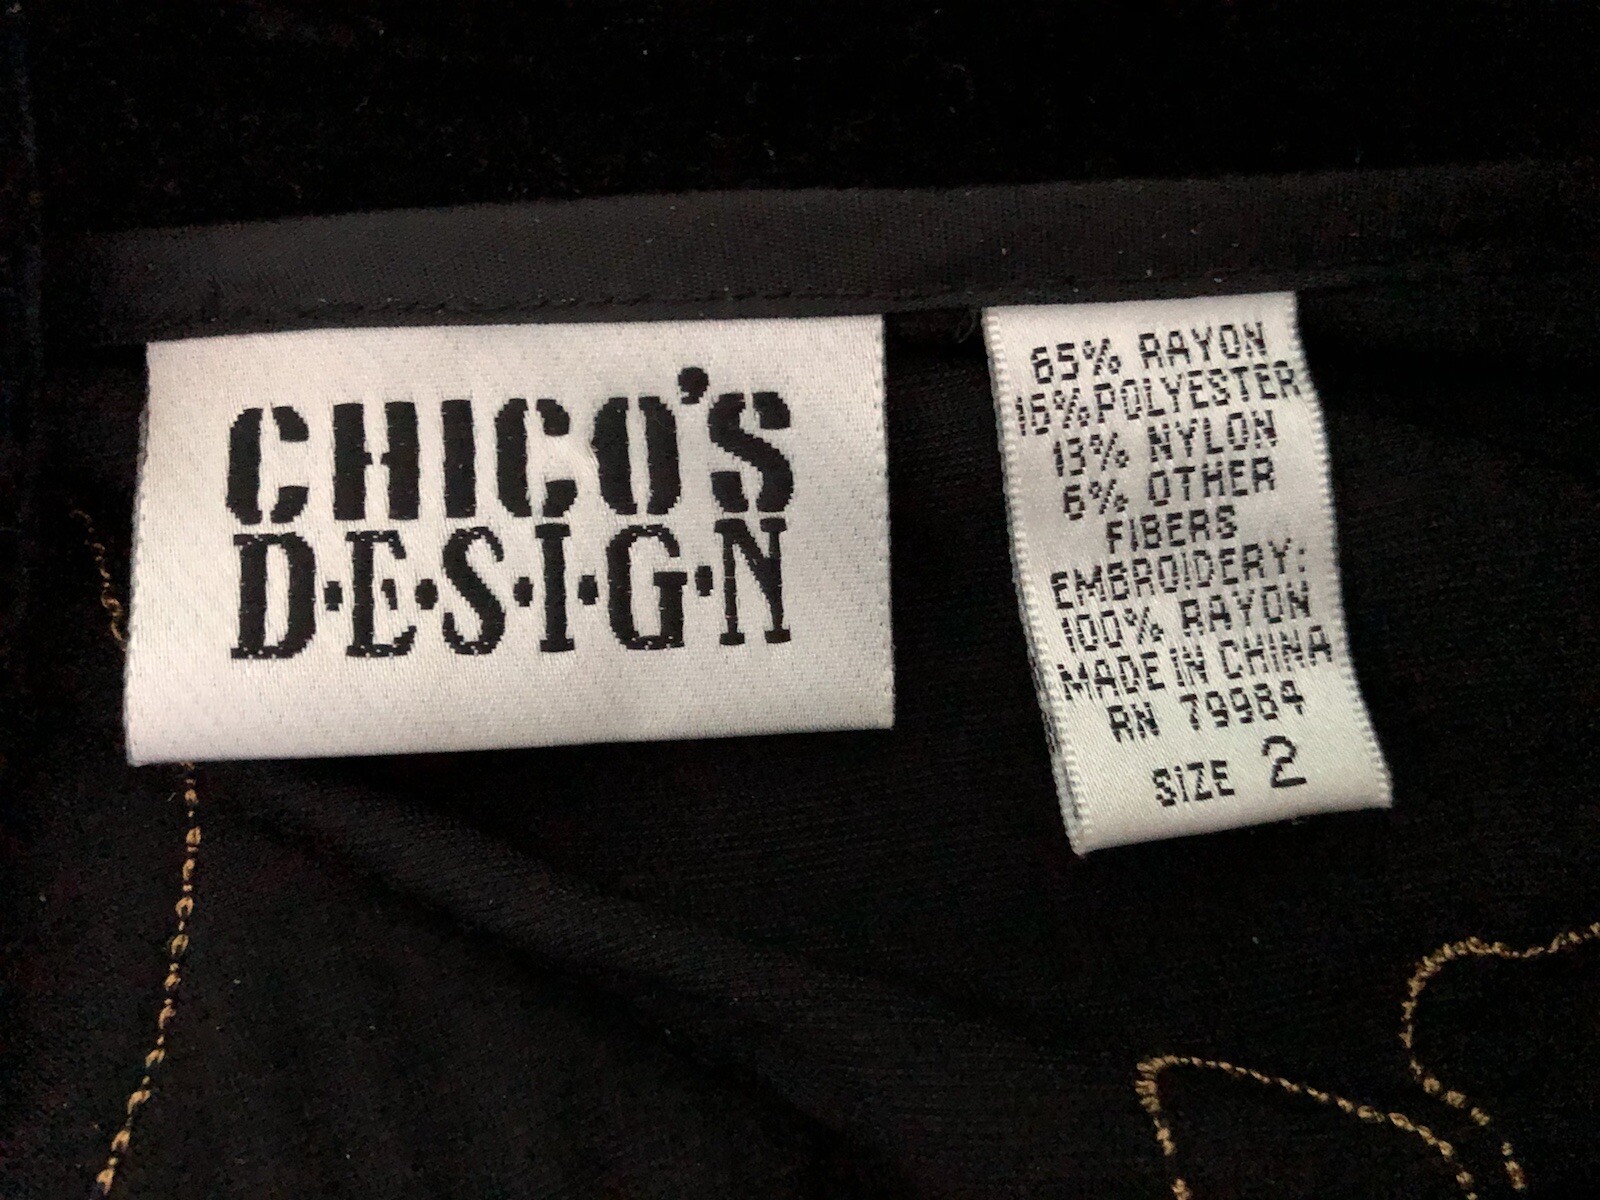 CHICO'S
D·E·S·I·G·N
65% RAYON
16% POLYESTER
13% NYLON
6% OTHER
FIBERS
EMBROIDERY:
100% RAYON
MADE IN CHINA
RN 79984
SIZE 2